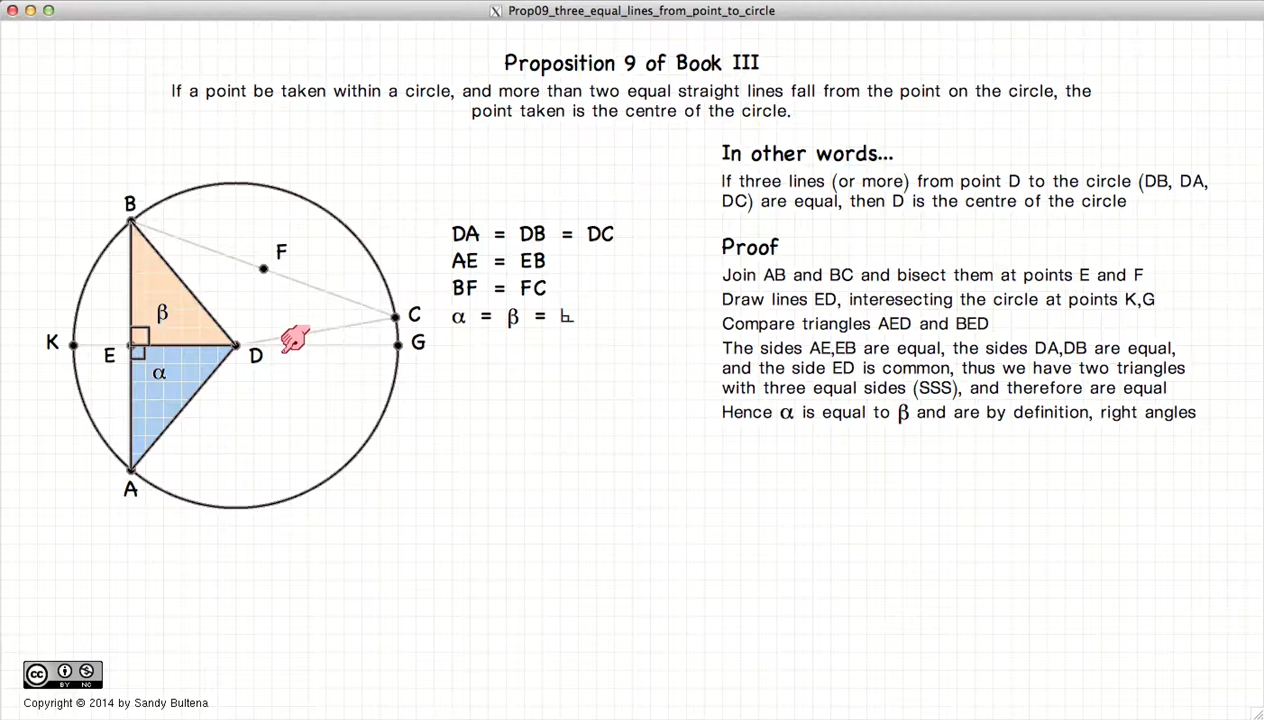 Prop09_three_equal_lines_from_point_to_circle
Proposition 9 of Book III
If a point be taken within a circle, and more than two equal straight lines fall from the point on the circle, the
point taken is the centre of the circle.
In other words...
If three lines (or more) from point D to the circle (DB, DA,
DC) are equal, then D is the centre of the circle
Proof
Join AB and BC and bisect them at points E and F
Draw lines ED, interesecting the circle at points K,G
Compare triangles AED and BED
The sides AE,EB are equal, the sides DA,DB are equal,
and the side ED is common, thus we have two triangles
with three equal sides (SSS), and therefore are equal
Hence α is equal to β and are by definition, right angles
DA = DB = DC
AE = EB
BF = FC
α = β = ⊾
B
F
β
C
K
E
D
G
α
A
cc
BY NC
Copyright © 2014 by Sandy Bultena